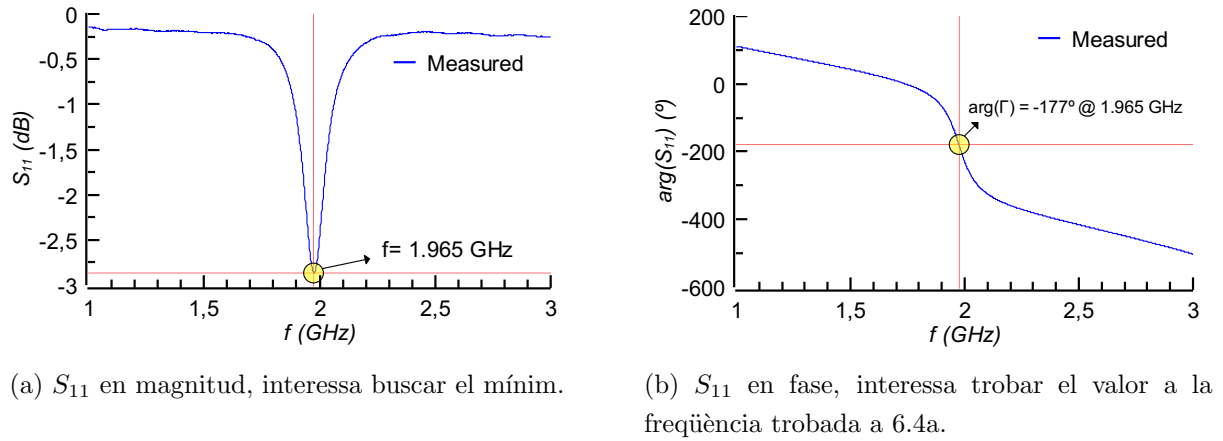 0
-0,5
-1
-1,5
-2
-2,5
-3
S11 (dB)
Measured
f= 1.965 GHz
1
1,5
2
2,5
3
f (GHz)
200
0
-200
-400
-600
arg(S11) (º)
Measured
arg(Γ) = -177º @ 1.965 GHz
1
1,5
2
2,5
3
f (GHz)
(a) S11 en magnitud, interessa buscar el mínim.
(b) S11 en fase, interessa trobar el valor a la
freqüència trobada a 6.4a.